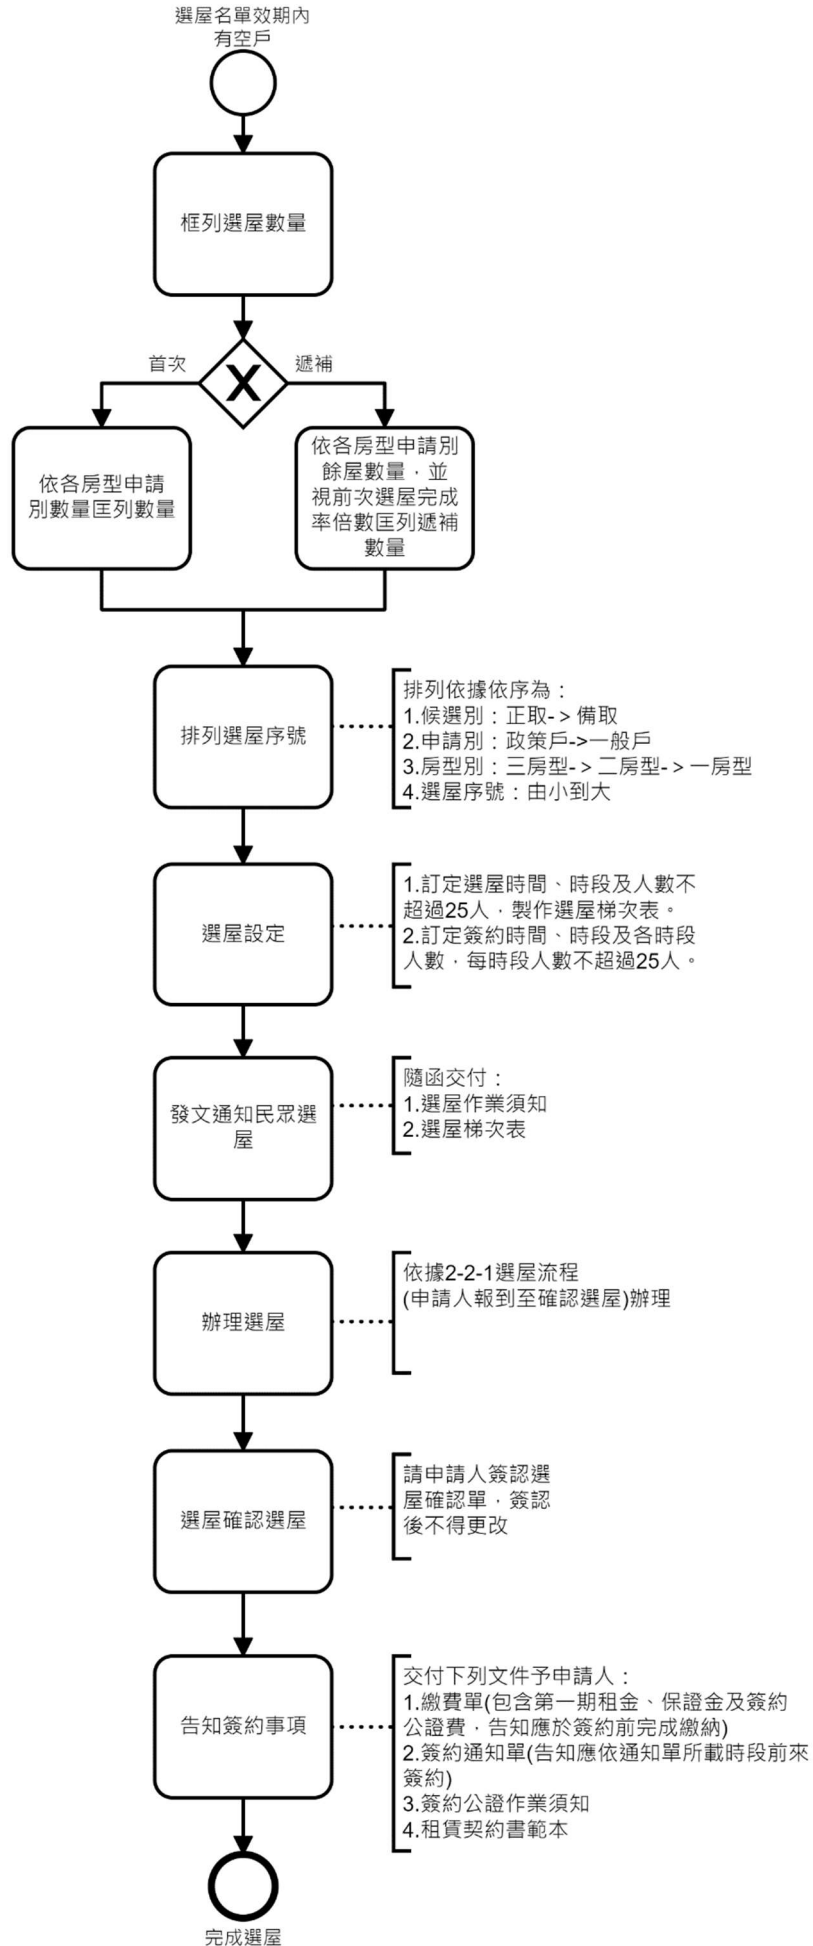 選屋名單效期內
有空戶
框列選屋數量
首次
遞補
依各房型申請
別數量匡列數量
依各房型申請別
餘屋數量，並
視前次選屋完成
率倍數匡列遞補
數量
排列選屋序號
排列依據依序為：
1.候選別：正取->備取
2.申請別：政策戶->一般戶
3.房型別：三房型->二房型->一房型
4.選屋序號：由小到大
選屋設定
1.訂定選屋時間、時段及人數不
超過25人，製作選屋梯次表。
2.訂定簽約時間、時段及各時段
人數，每時段人數不超過25人。
發文通知民眾選
屋
隨函交付：
1.選屋作業須知
2.選屋梯次表
辦理選屋
依據2-2-1選屋流程
(申請人報到至確認選屋)辦理
選屋確認選屋
請申請人簽認選
屋確認單，簽認
後不得更改
告知簽約事項
交付下列文件予申請人：
1.繳費單(包含第一期租金、保證金及簽約
公證費，告知應於簽約前完成繳納)
2.簽約通知單(告知應依通知單所載時段前來
簽約)
3.簽約公證作業須知
4.租賃契約書範本
完成選屋